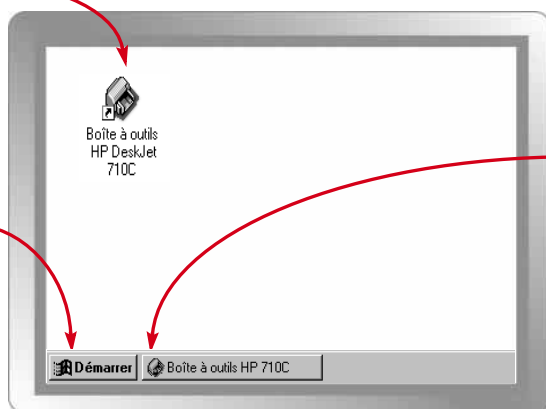 Boîte à outils
HP DeskJet
710C
Démarrer
Boîte à outils HP 710C